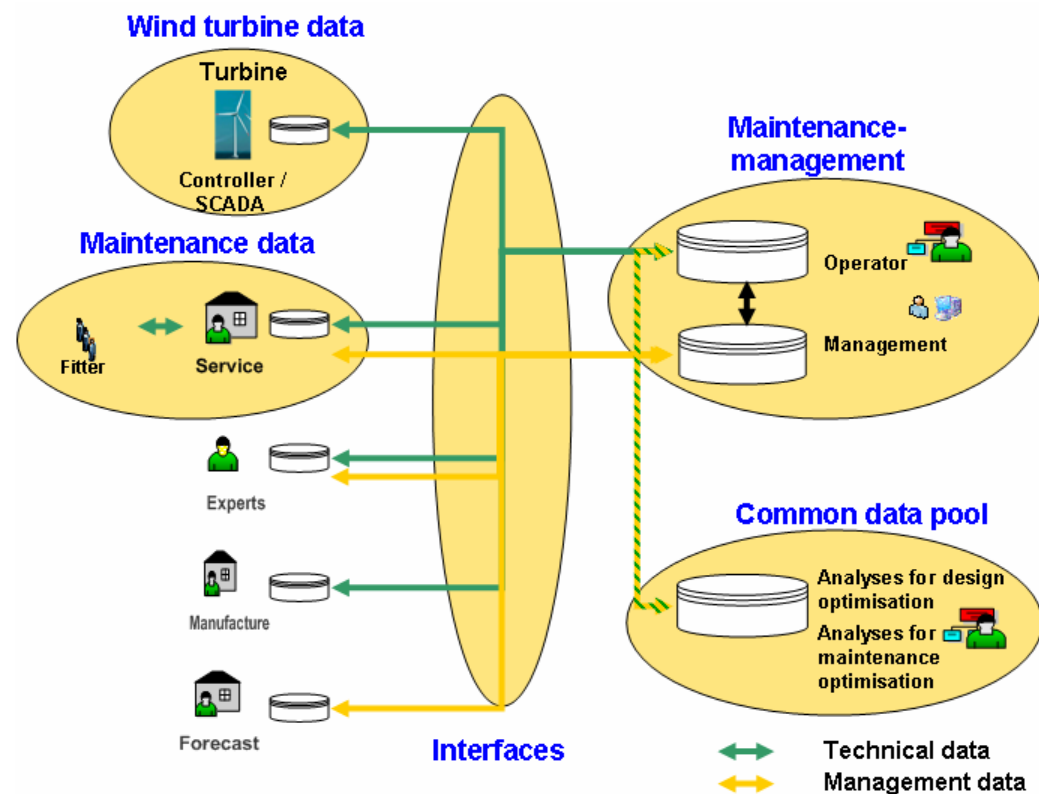 Wind turbine data
Turbine
Controller /
SCADA
Maintenance data
Fitter
Service
Experts
Manufacture
Forecast
Interfaces
Maintenance-
management
Operator
Management
Common data pool
Analyses for design
optimisation
Analyses for
maintenance
optimisation
Technical data
Management data